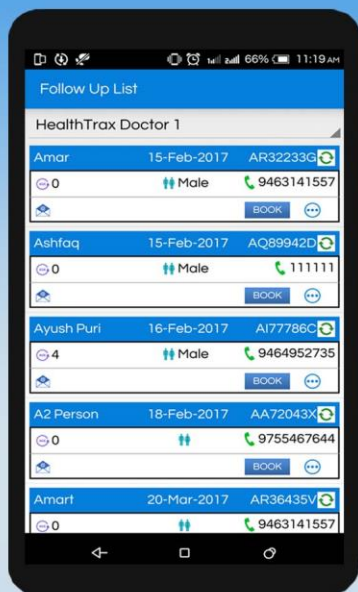 66% 11:19 AM
Follow Up List
HealthTrax Doctor 1
Amar 15-Feb-2017 AR32233G
0 Male 9463141557
BOOK
Ashfaq 15-Feb-2017 AQ89942D
0 Male 111111
BOOK
Ayush Puri 16-Feb-2017 AI77786C
4 Male 9464952735
BOOK
A2 Person 18-Feb-2017 AA72043X
0 9755467644
BOOK
Amart 20-Mar-2017 AR36435V
0 9463141557